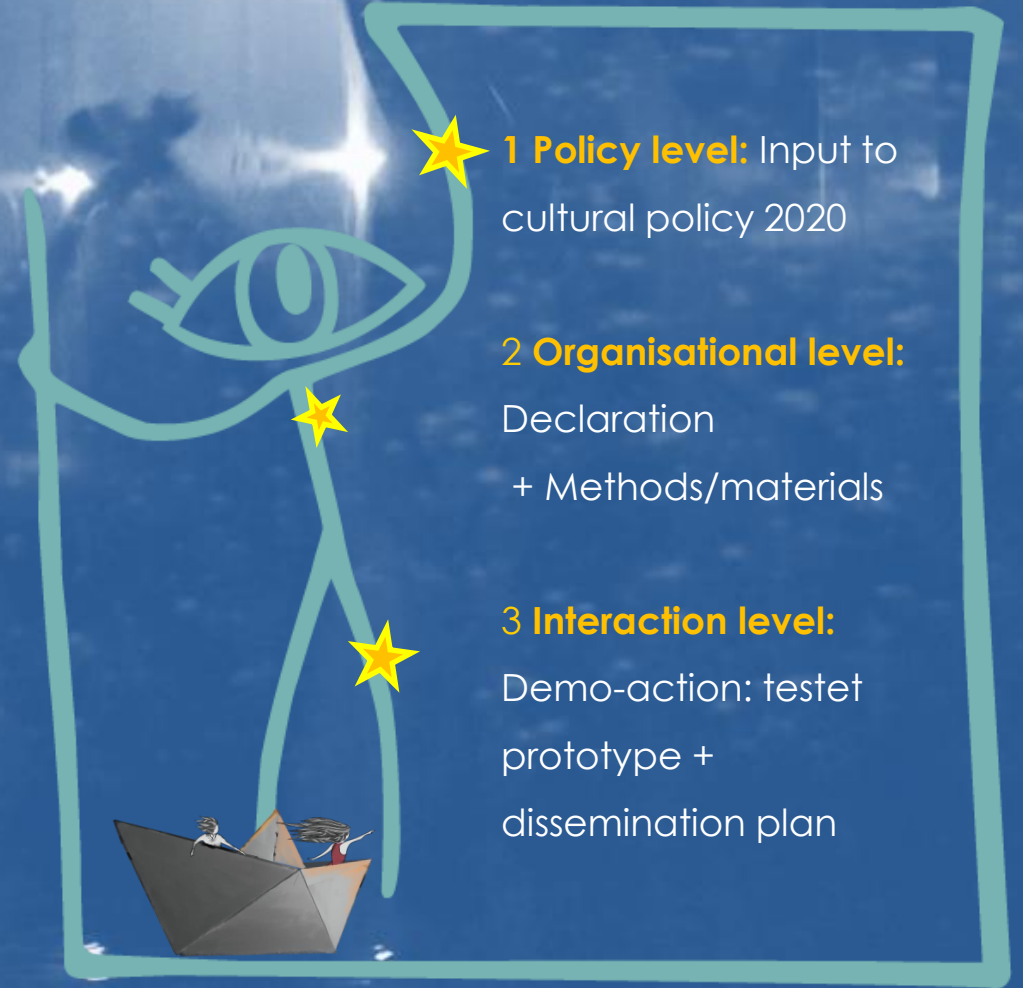 1 Policy level: Input to
cultural policy 2020
2 Organisational level:
Declaration
+ Methods/materials
3 Interaction level:
Demo-action: testet
prototype +
dissemination plan